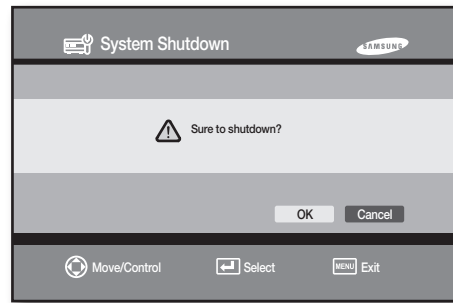 System Shutdown
SAMSUNG
Sure to shutdown?
OK Cancel
Move/Control Select MENU Exit